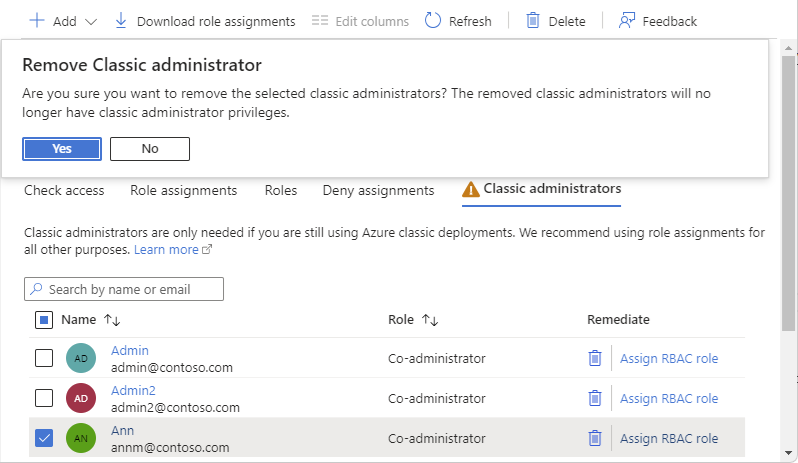 Add Download role assignments Edit columns Refresh Delete Feedback
Remove Classic administrator
Are you sure you want to remove the selected classic administrators? The removed classic administrators will no
longer have classic administrator privileges.
Yes No
Check access Role assignments Roles Deny assignments Classic administrators
Classic administrators are only needed if you are still using Azure classic deployments. We recommend using role assignments for
all other purposes. Learn more
Search by name or email
Name Role Remediate
AD Admin
admin@contoso.com Co-administrator Assign RBAC role
AD Admin2
admin2@contoso.com Co-administrator Assign RBAC role
AN Ann
annm@contoso.com Co-administrator Assign RBAC role